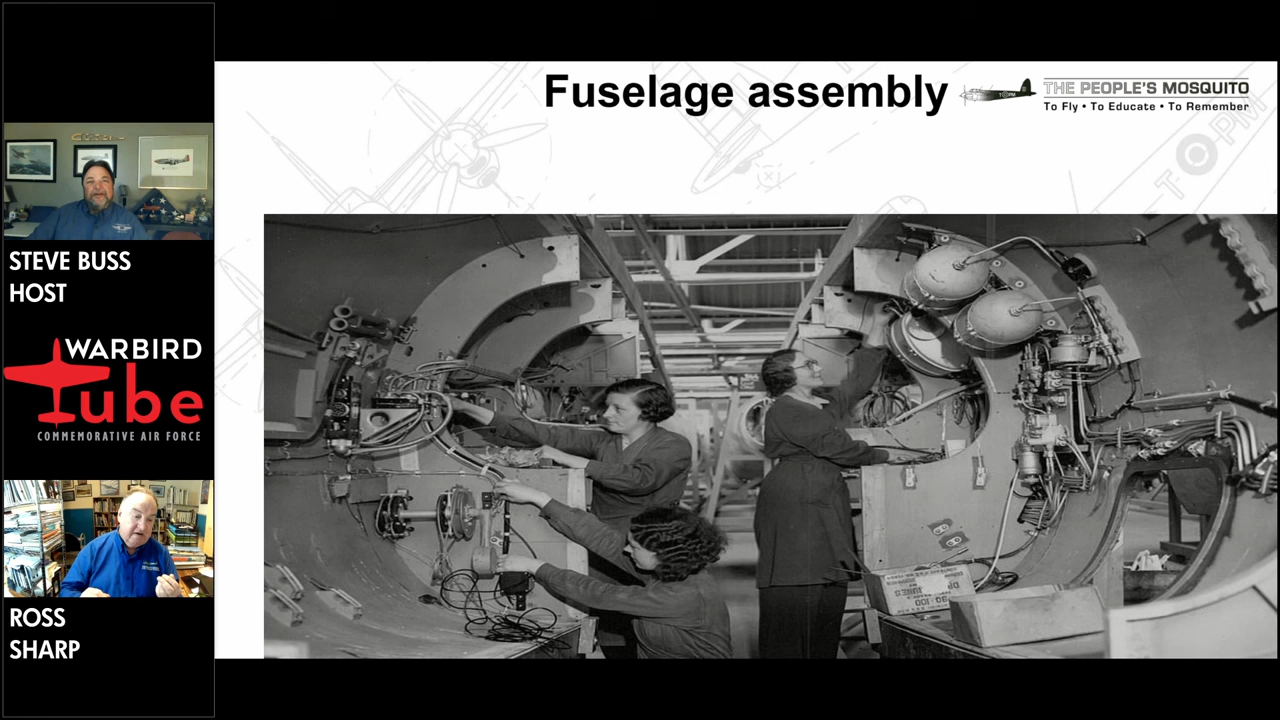 Fuselage assembly
THE PEOPLE'S MOSQUITO
To Fly • To Educate • To Remember
STEVE BUSS
HOST
WARBIRD
Tube
COMMEMORATIVE AIR FORCE
ROSS
SHARP